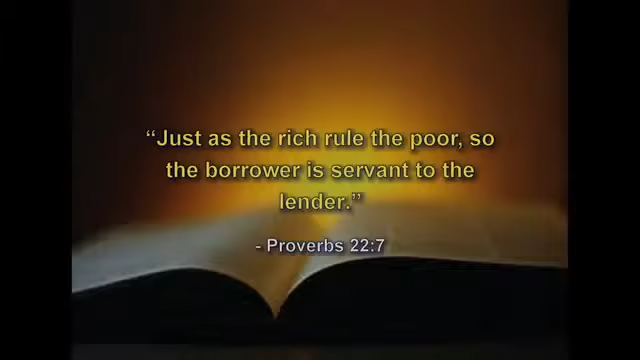 “Just as the rich rule the poor, so
the borrower is servant to the
lender.”
- Proverbs 22:7